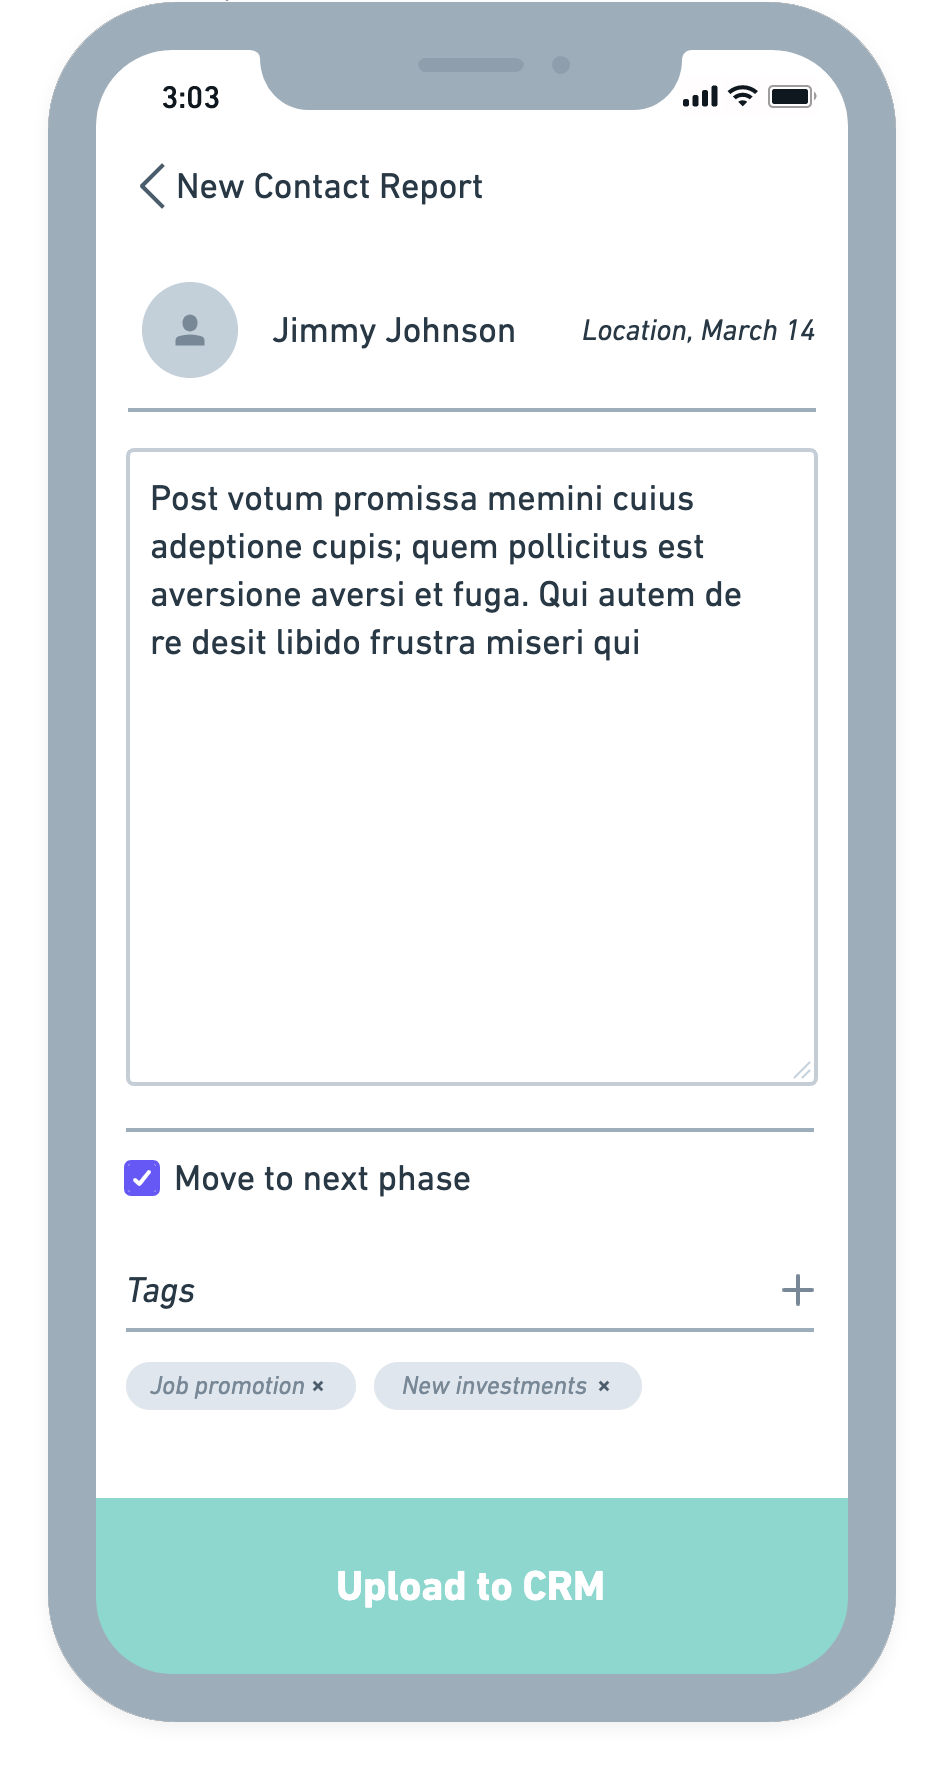 3:03
New Contact Report
Jimmy Johnson
Location, March 14
Post votum promissa memini cuius
adeptione cupis; quem pollicitus est
aversione aversi et fuga. Qui autem de
re desit libido frustra miseri qui
Move to next phase
Tags
Job promotion ×
New investments ×
Upload to CRM